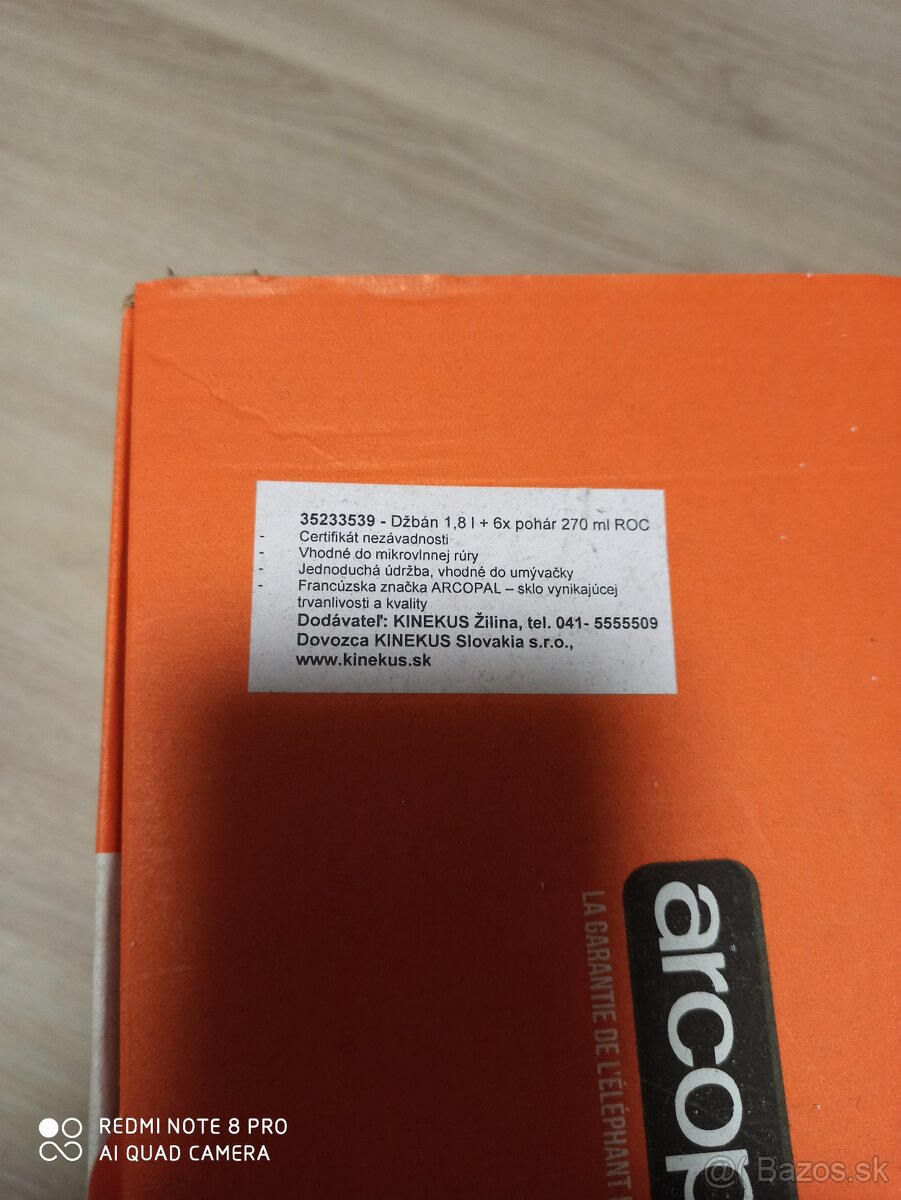 35233539 - Džbán 1,8 l + 6x pohár 270 ml ROC
- Certifikát nezávadnosti
- Vhodné do mikrovlnnej rúry
- Jednoduchá údržba, vhodné do umývačky
- Francúzska značka ARCOPAL – sklo vynikajúcej
trvanlivosti a kvality
Dodávateľ: KINEKUS Žilina, tel. 041- 5555509
Dovozca KINEKUS Slovakia s.r.o.,
www.kinekus.sk
arcop
LA GARANTIE DE L'ÉLÉPHANT
REDMI NOTE 8 PRO
AI QUAD CAMERA
Bazos.sk